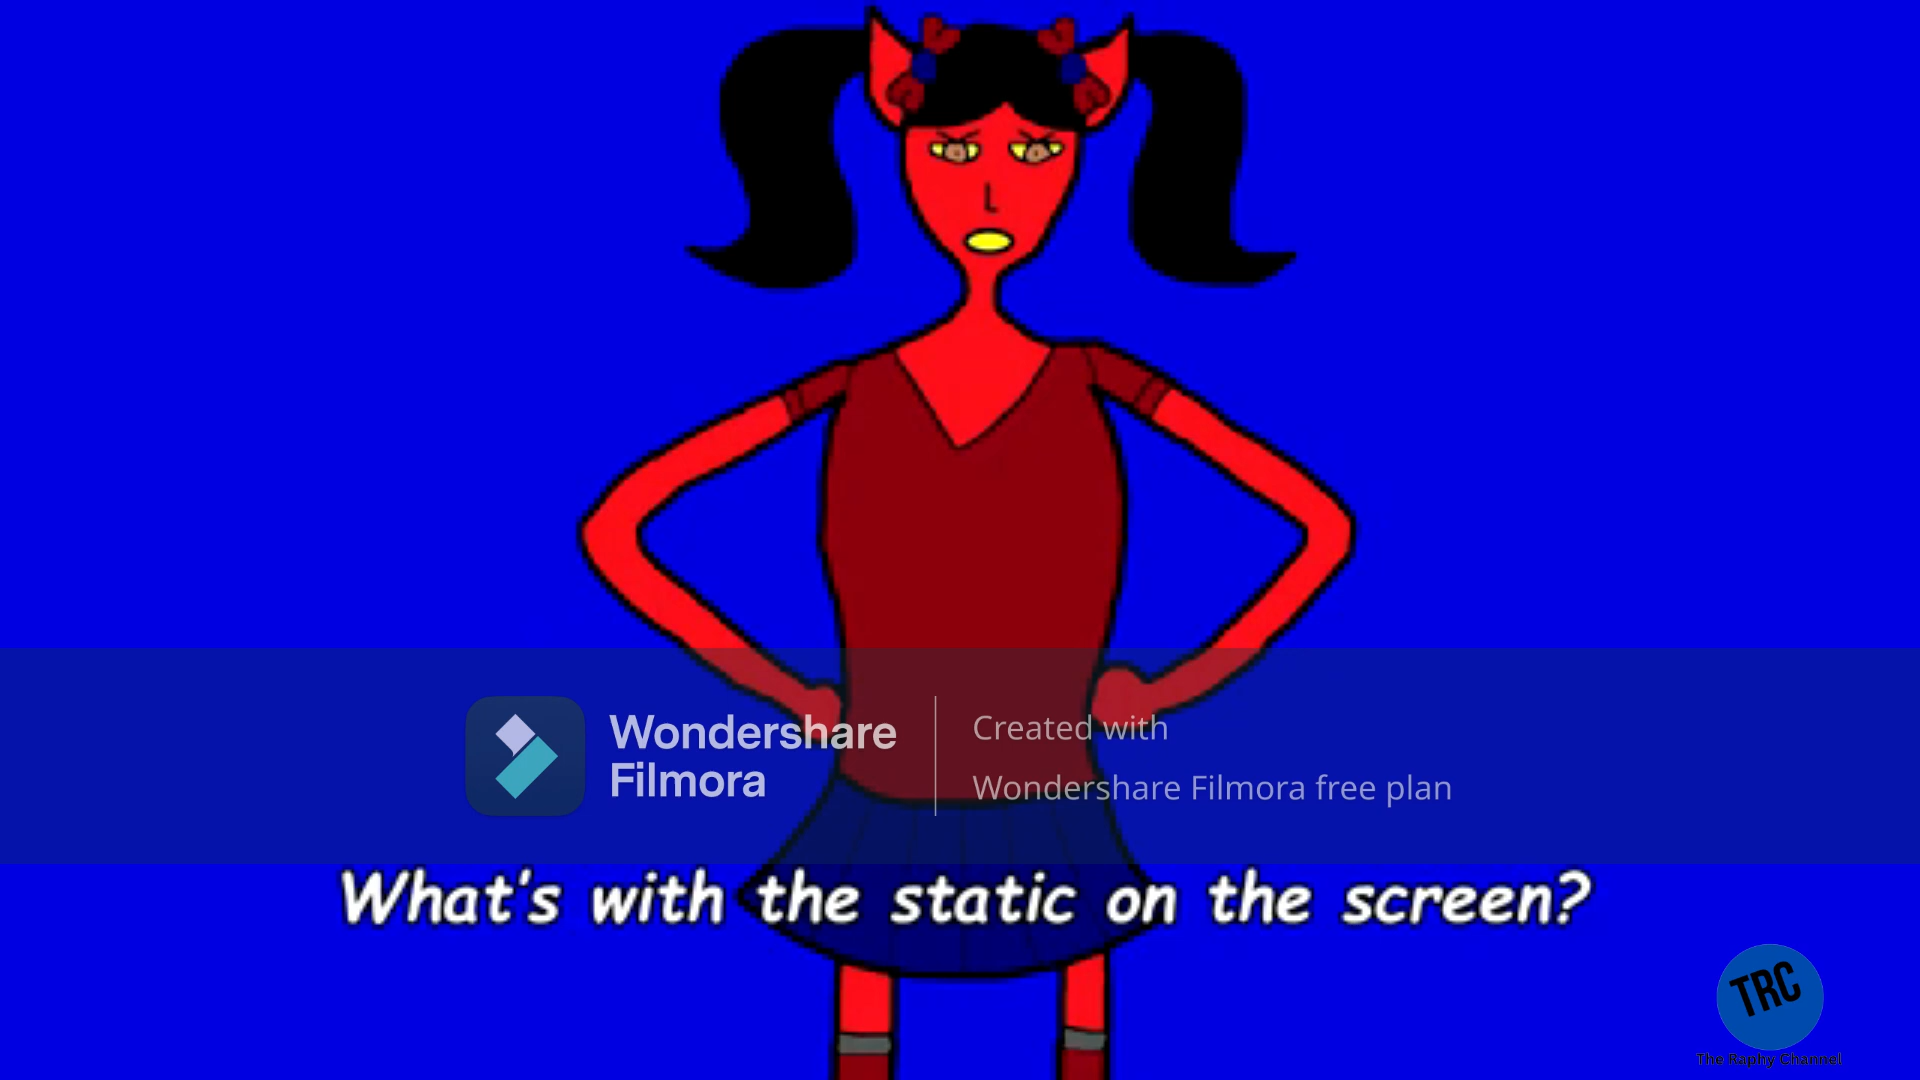 Wondershare
Filmora
Created with
Wondershare Filmora free plan
What's with the static on the screen?
TRC
The Raphy Channel